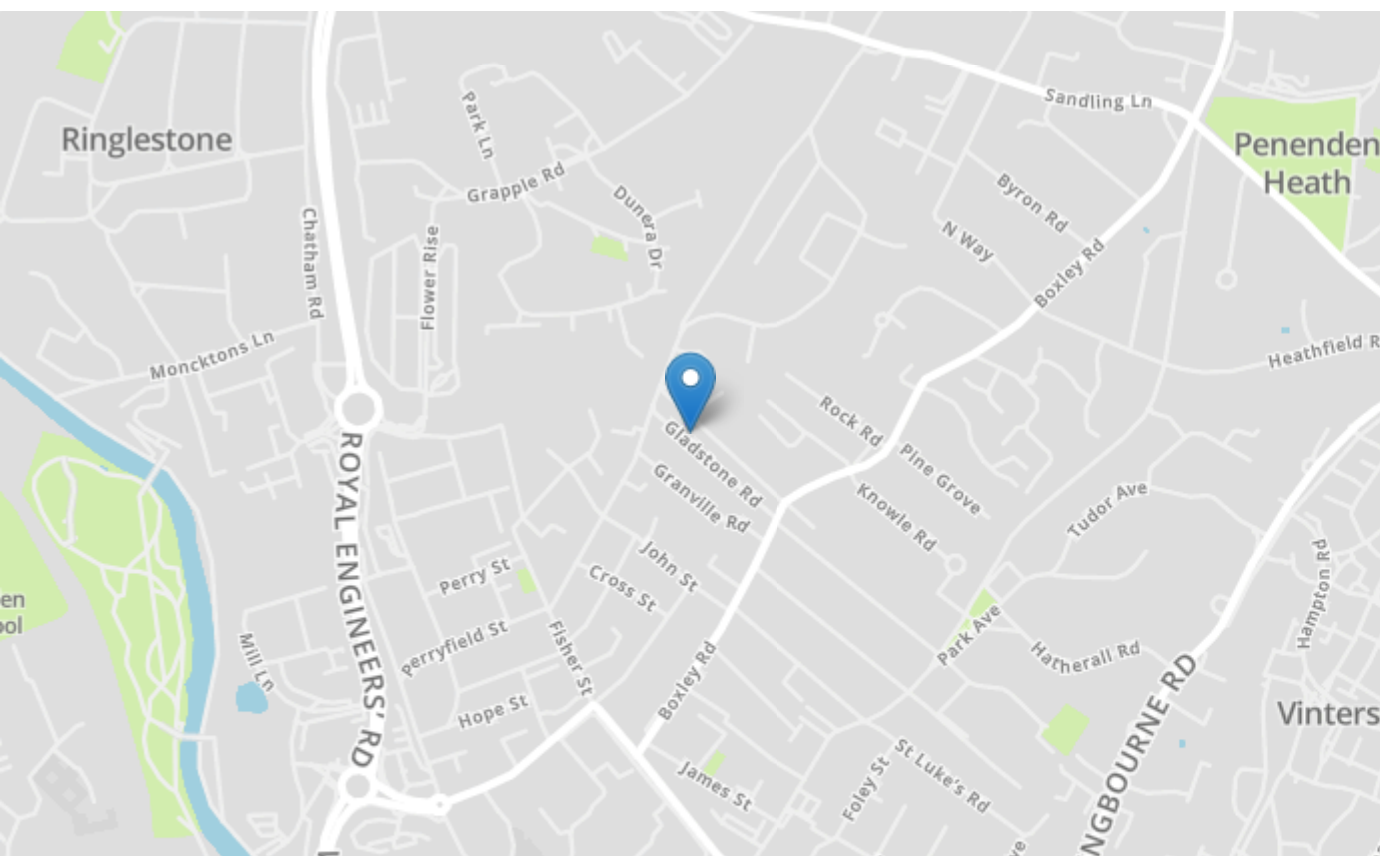 Sandling Ln
Park Ln
Ringlestone
Penenden
Heath
Grapple Rd
Byron Rd
Dunera Dr
N Way
Chatham Rd
Flower Rise
Boxley Rd
Moncktons Ln
Heathfield R
Rock Rd
Gladstone Rd
Pine Grove
Granville Rd
Knowle Rd
Tudor Ave
ROYAL ENGINEERS' RD
John St
Perry St
Cross St
Hampton Rd
en
ool
Perryfield St
Fisher St
Park Ave
Hatherall Rd
Mill Ln
Boxley Rd
Hope St
Vinters
NGBOURNE RD
St Luke's Rd
James St
Foley St
ve